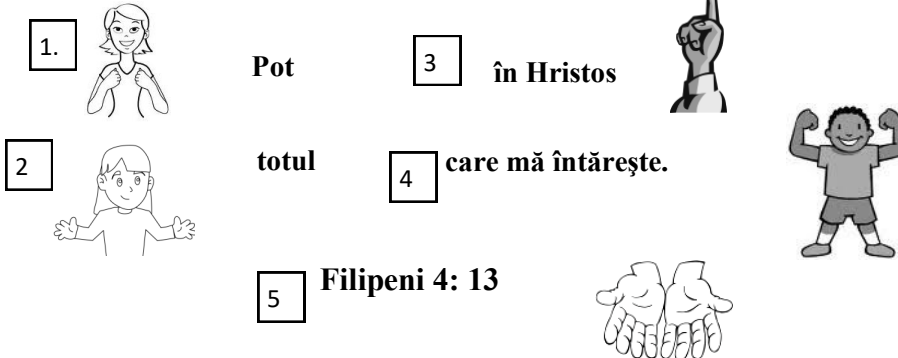 1. Pot 3 în Hristos
2 totul 4 care mă întăreşte.
5 Filipeni 4: 13